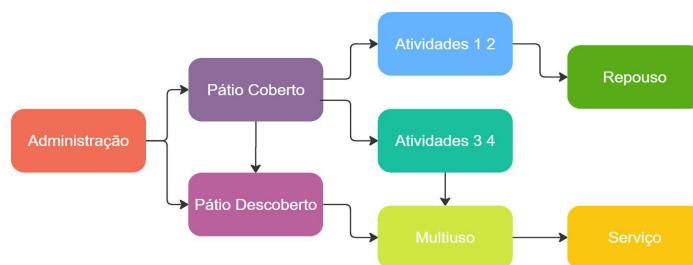 Atividades 1 2
Repouso
Pátio Coberto
Administração
Atividades 3 4
Pátio Descoberto
Multiuso
Serviço